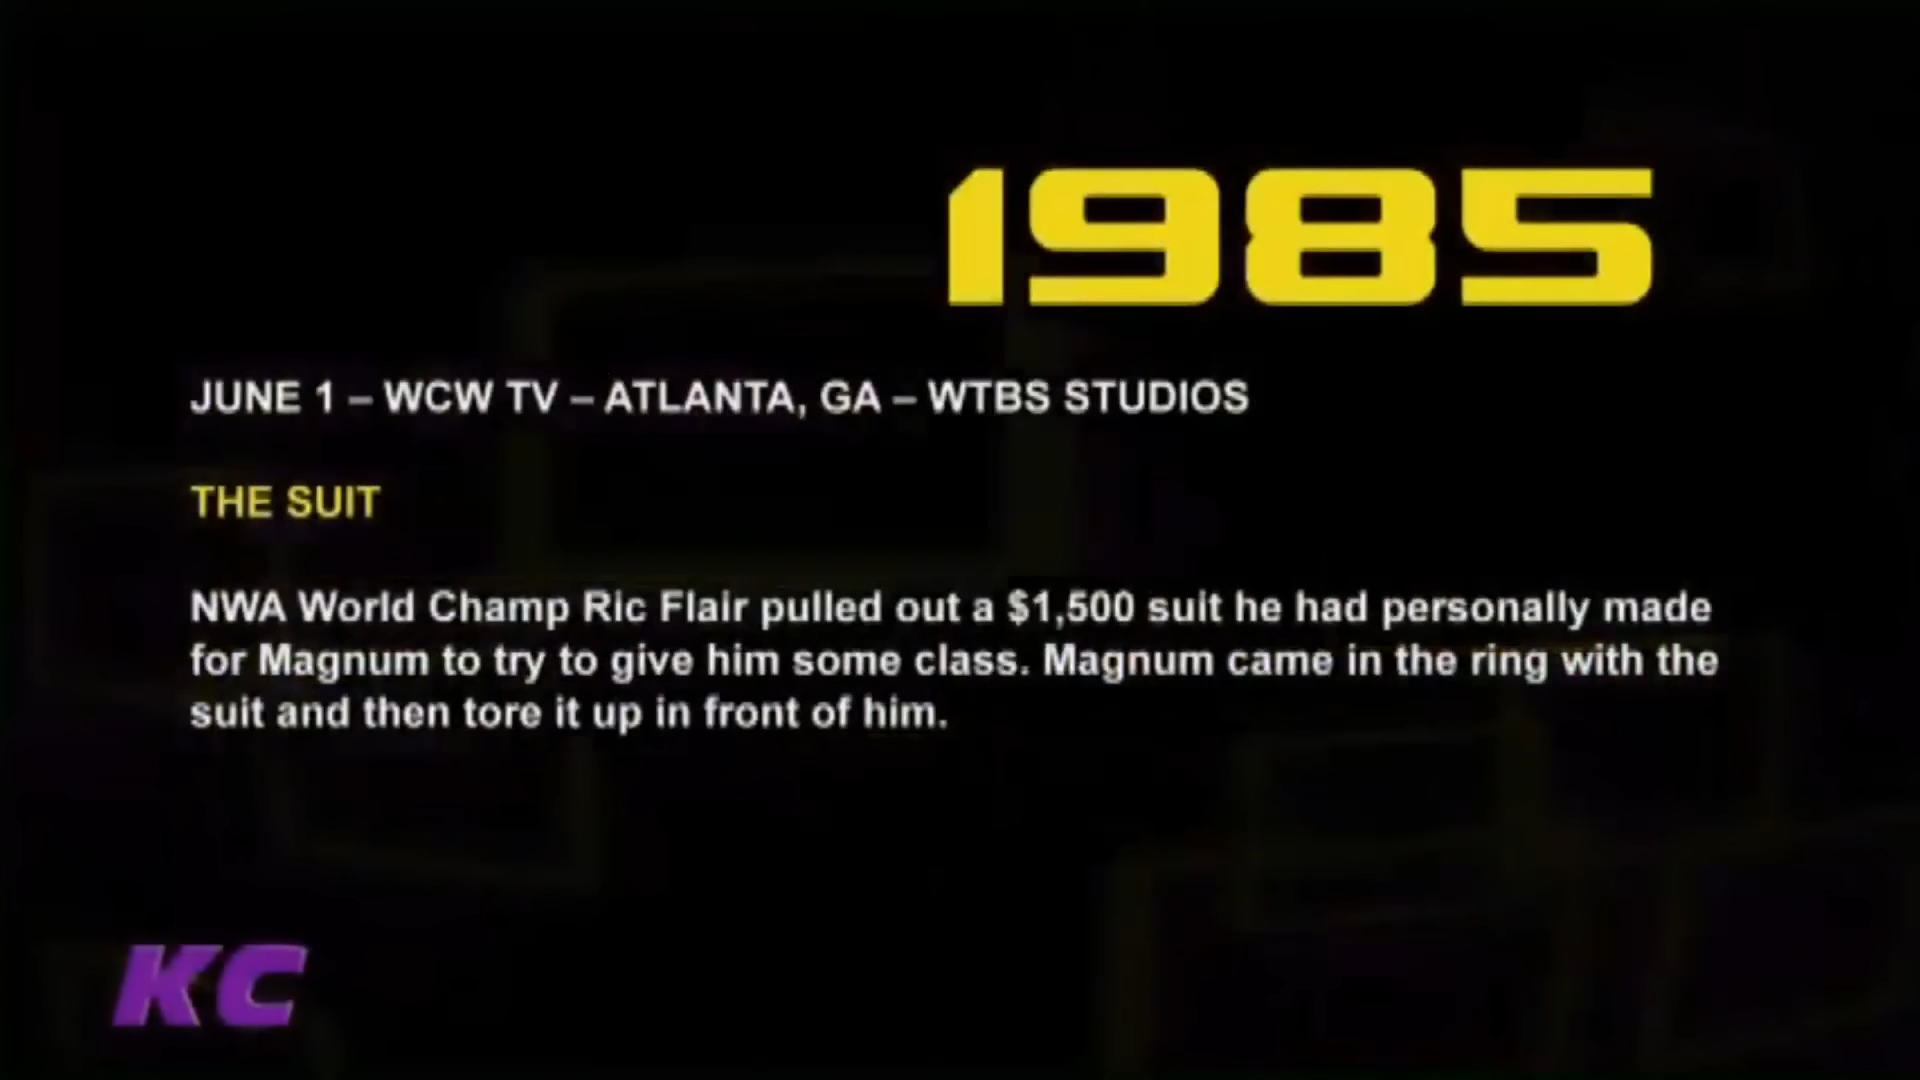 1985
JUNE 1 – WCW TV – ATLANTA, GA – WTBS STUDIOS
THE SUIT
NWA World Champ Ric Flair pulled out a $1,500 suit he had personally made
for Magnum to try to give him some class. Magnum came in the ring with the
suit and then tore it up in front of him.
KC